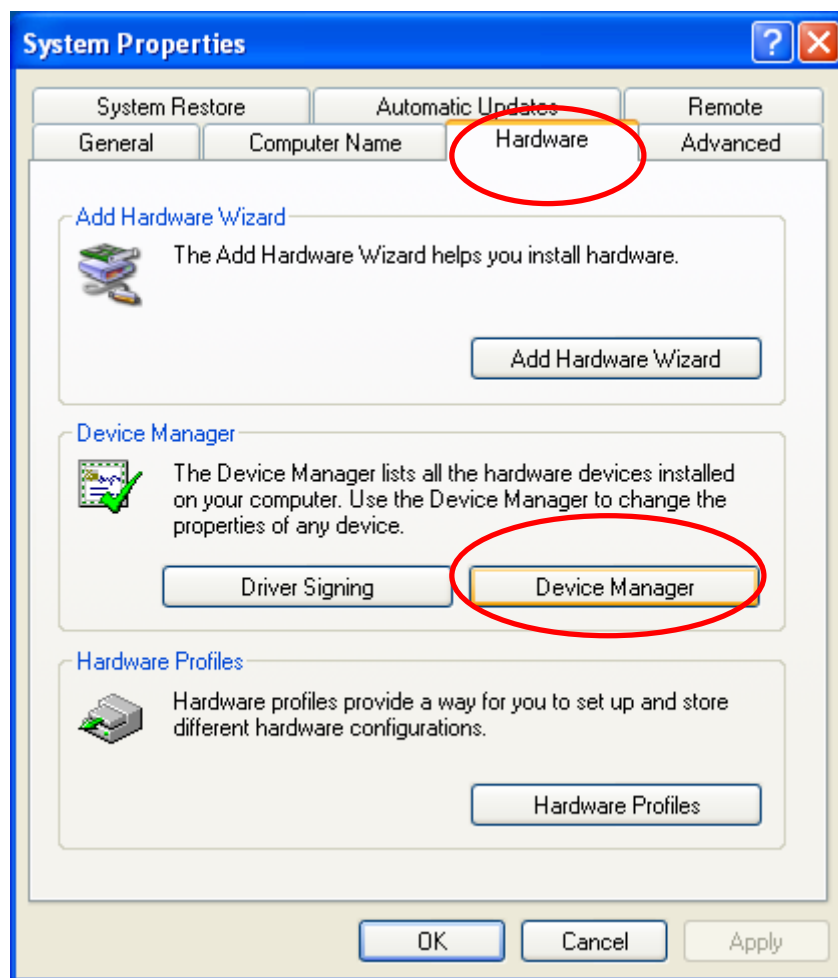 System Properties
System Restore Automatic Updates Remote
General Computer Name Hardware Advanced
Add Hardware Wizard
The Add Hardware Wizard helps you install hardware.
Add Hardware Wizard
Device Manager
The Device Manager lists all the hardware devices installed
on your computer. Use the Device Manager to change the
properties of any device.
Driver Signing Device Manager
Hardware Profiles
Hardware profiles provide a way for you to set up and store
different hardware configurations.
Hardware Profiles
OK Cancel Apply